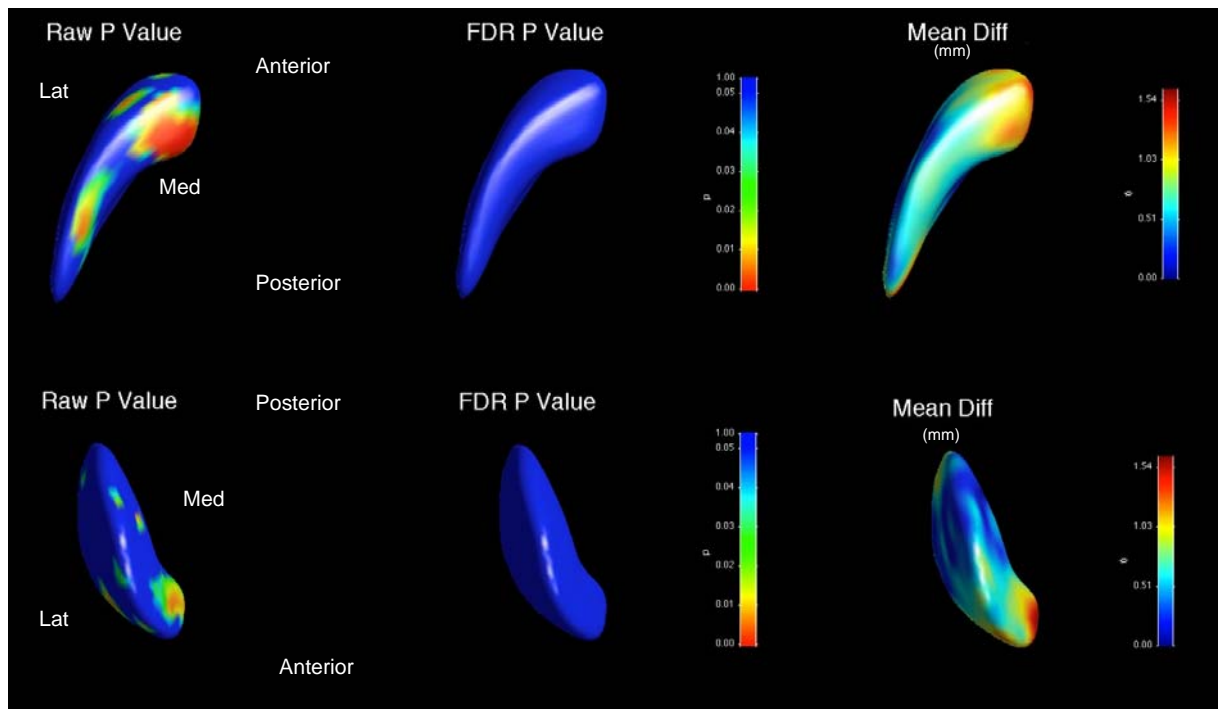 Raw P Value
FDR P Value
Mean Diff
(mm)
Anterior
Lat
Med
Posterior
1.00
0.05
0.04
0.03
0.02
0.01
0.00
p
1.54
1.03
0.51
0.00
Raw P Value
Posterior
FDR P Value
Mean Diff
(mm)
Med
Lat
Anterior
1.00
0.05
0.04
0.03
0.02
0.01
0.00
p
1.54
1.03
0.51
0.00